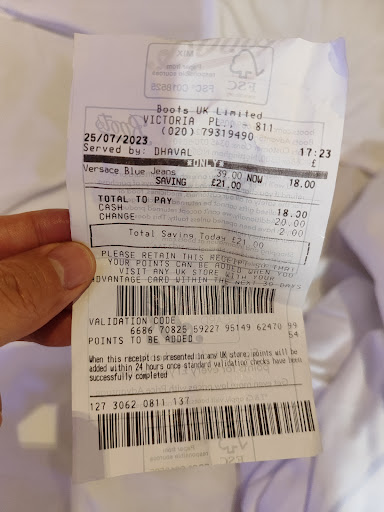 Boots UK Limited
VICTORIA PL 811
(020) 79319490
25/07/2023 17:23
Served by: DHAVAL £
*ONLY*
Versace Blue Jeans 39.00 NOW 18.00
SAVING £21.00
TOTAL TO PAY 18.00
CASH 20.00
CHANGE 2.00
Total Saving Today £21.00
PLEASE RETAIN THIS RECEIPT
YOUR POINTS CAN BE ADDED WHEN YOU
VISIT ANY UK STORE YOUR
ADVANTAGE CARD WITHIN THE NEXT 30 DAYS
VALIDATION CODE
6686 70825 59227 95149 62470 99
POINTS TO BE ADDED 54
When this receipt is presented in any UK store, points will be
added within 24 hours once standard validation checks have been
successfully completed
127 3062 0811 137